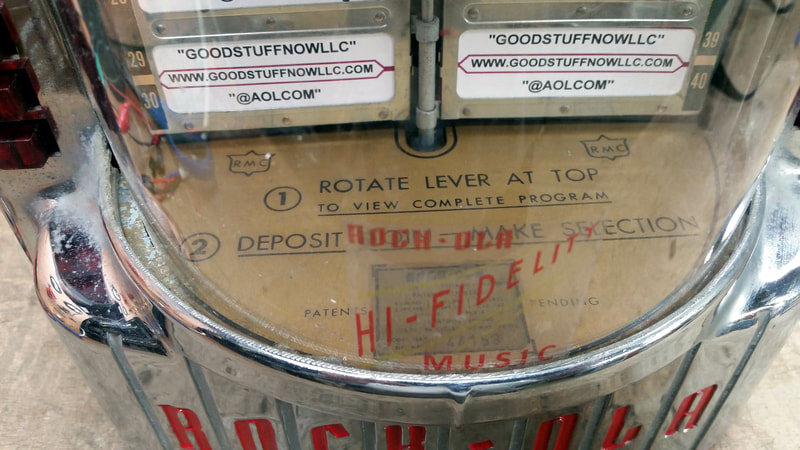 "GOODSTUFFNOWLLC"
WWW.GOODSTUFFNOWLLC.COM
"@AOLCOM"
29
30
"GOODSTUFFNOWLLC"
WWW.GOODSTUFFNOWLLC.COM
"@AOLCOM"
39
40
RMC
RMC
1 ROTATE LEVER AT TOP
TO VIEW COMPLETE PROGRAM
2 DEPOSIT MAKE SELECTION
ROCK-OLA
HI-FIDELITY
MUSIC
PATENTS PENDING
ROCK-OLA